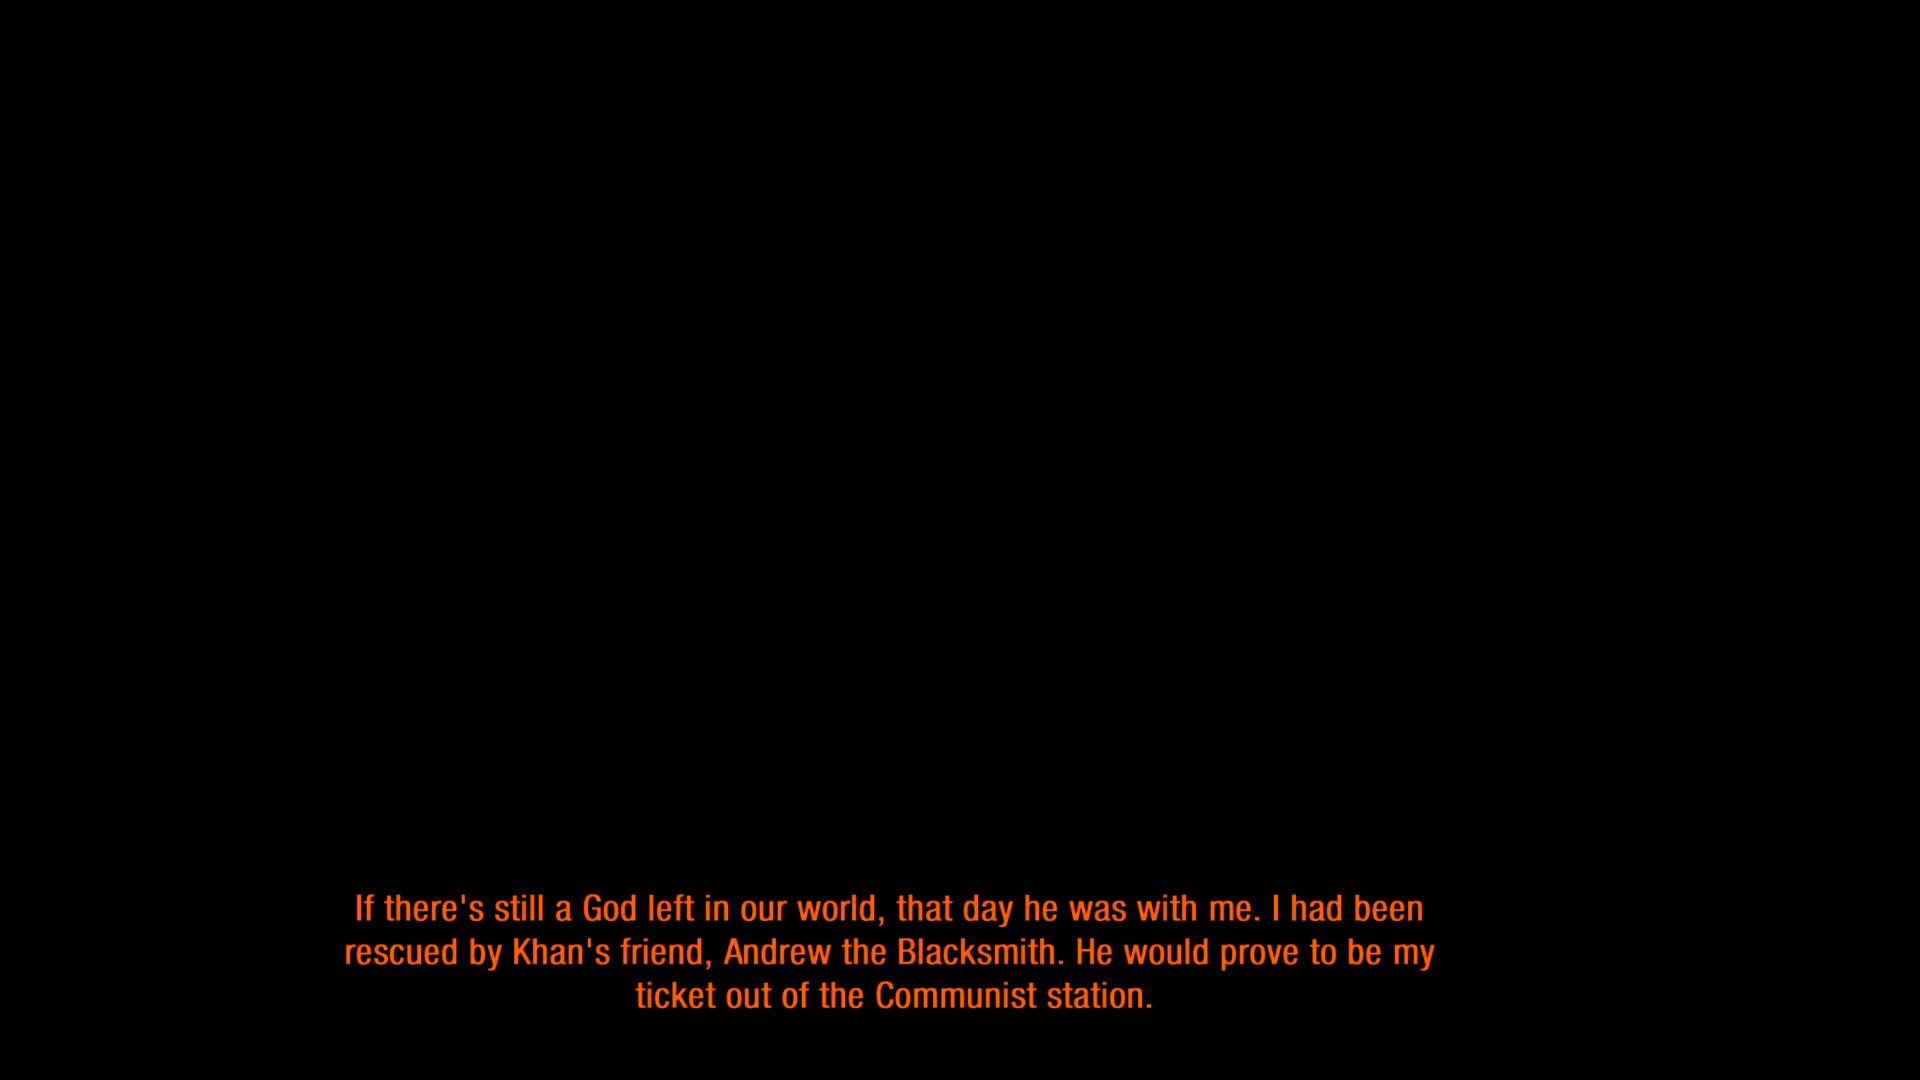 If there's still a God left in our world, that day he was with me. I had been
rescued by Khan's friend, Andrew the Blacksmith. He would prove to be my
ticket out of the Communist station.